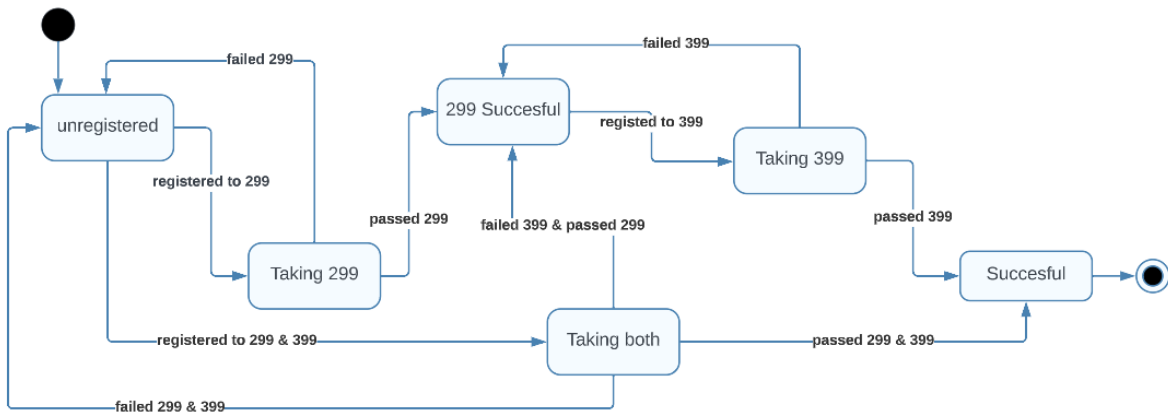 failed 299
failed 399
unregistered
299 Succesful
registed to 399
Taking 399
registered to 299
passed 299
failed 399 & passed 299
passed 399
Taking 299
Succesful
registered to 299 & 399
Taking both
passed 299 & 399
failed 299 & 399